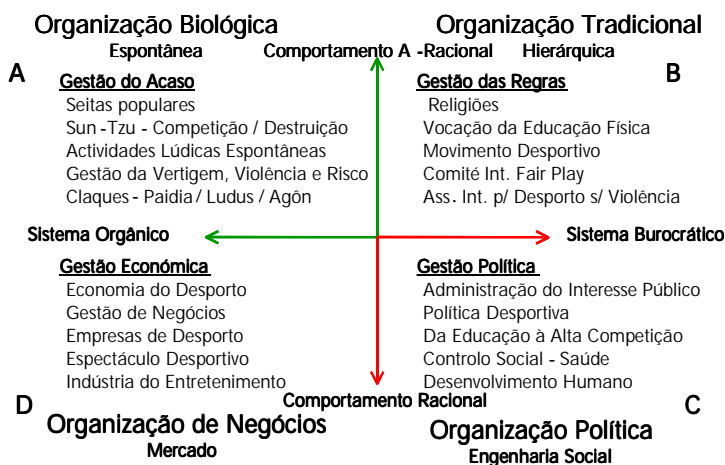 Organização Biológica
Espontânea
Organização Tradicional
Hierárquica
Comportamento A -Racional
A
Gestão do Acaso
Seitas populares
Sun -Tzu - Competição / Destruição
Actividades Lúdicas Espontâneas
Gestão da Vertigem, Violência e Risco
Claques - Paidia / Ludus / Agôn
B
Gestão das Regras
Religiões
Vocação da Educação Física
Movimento Desportivo
Comité Int. Fair Play
Ass. Int. p/ Desporto s/ Violência
Sistema Orgânico
Sistema Burocrático
Gestão Económica
Economia do Desporto
Gestão de Negócios
Empresas de Desporto
Espectáculo Desportivo
Indústria do Entretenimento
Gestão Política
Administração do Interesse Público
Política Desportiva
Da Educação à Alta Competição
Controlo Social - Saúde
Desenvolvimento Humano
Comportamento Racional
D
Organização de Negócios
Mercado
C
Organização Política
Engenharia Social